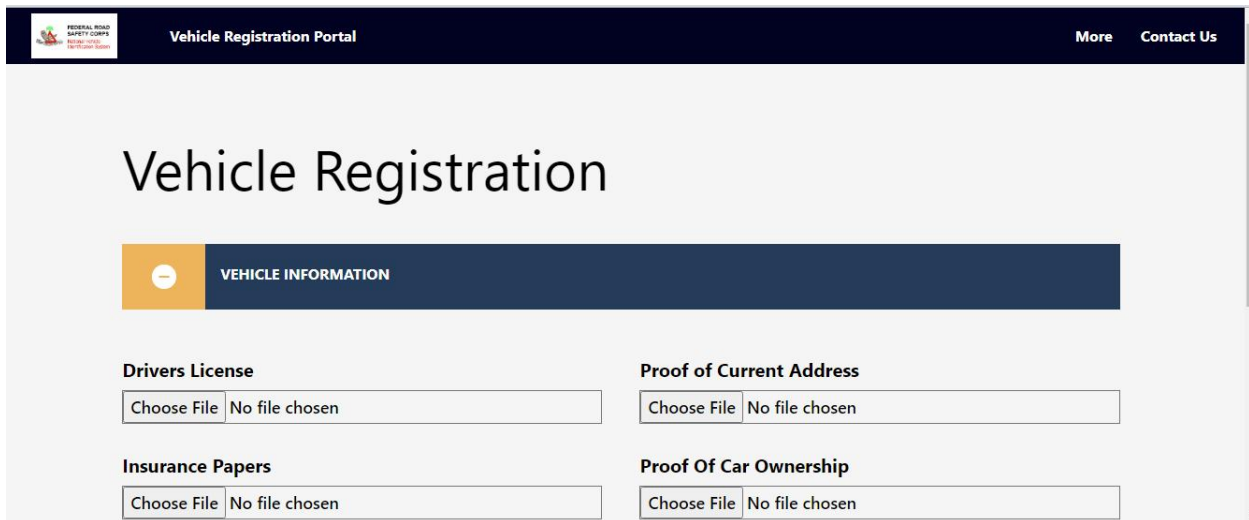 FEDERAL ROAD
SAFETY CORPS
Vehicle Registration Portal
More
Contact Us
Vehicle Registration
VEHICLE INFORMATION
Drivers License
Proof of Current Address
Choose File No file chosen
Choose File No file chosen
Insurance Papers
Proof Of Car Ownership
Choose File No file chosen
Choose File No file chosen